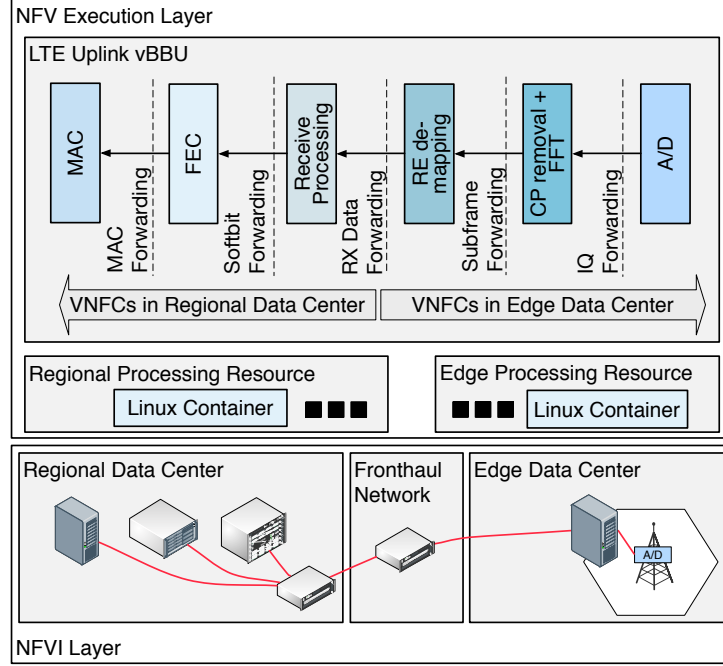 NFV Execution Layer
LTE Uplink vBBU
MAC
FEC
Receive
Processing
RE de-
mapping
CP removal +
FFT
A/D
MAC
Forwarding
Softbit
Forwarding
RX Data
Forwarding
Subframe
Forwarding
IQ
Forwarding
VNFCs in Regional Data Center
VNFCs in Edge Data Center
Regional Processing Resource
Linux Container
Edge Processing Resource
Linux Container
Regional Data Center
Fronthaul
Network
Edge Data Center
A/D
NFVI Layer